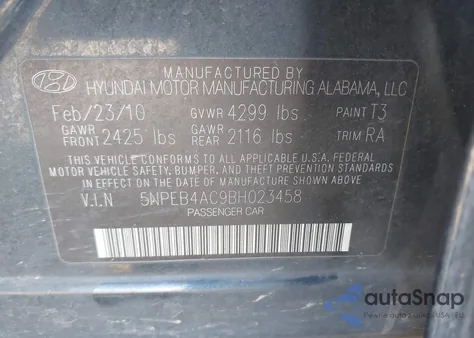 MANUFACTURED BY
HYUNDAI MOTOR MANUFACTURING ALABAMA, LLC
Feb/23/10 GVWR 4299 lbs PAINT T3
GAWR FRONT 2425 lbs GAWR REAR 2116 lbs TRIM RA
THIS VEHICLE CONFORMS TO ALL APPLICABLE U.S.A. FEDERAL
MOTOR VEHICLE SAFETY, BUMPER, AND THEFT PREVENTION
STANDARDS IN EFFECT ON THE DATE OF MANUFACTURE SHOWN ABOVE.
V.I.N 5NPEB4AC9BH023458
PASSENGER CAR
autoSnap